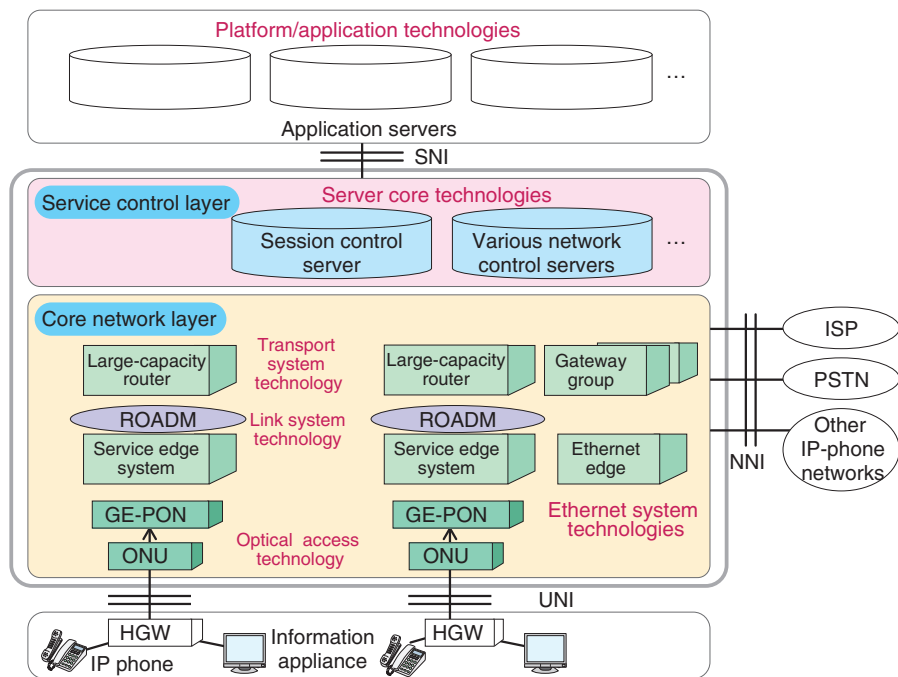 Platform/application technologies
...
Application servers
SNI
Service control layer
Server core technologies
Session control
server
Various network
control servers
...
Core network layer
Large-capacity
router
Transport
system
technology
Large-capacity
router
Gateway
group
ISP
PSTN
Other
IP-phone
networks
NNI
ROADM
Link system
technology
ROADM
Service edge
system
Service edge
system
Ethernet
edge
GE-PON
GE-PON
Ethernet system
technologies
ONU
Optical access
technology
ONU
UNI
HGW
IP phone
Information
appliance
HGW